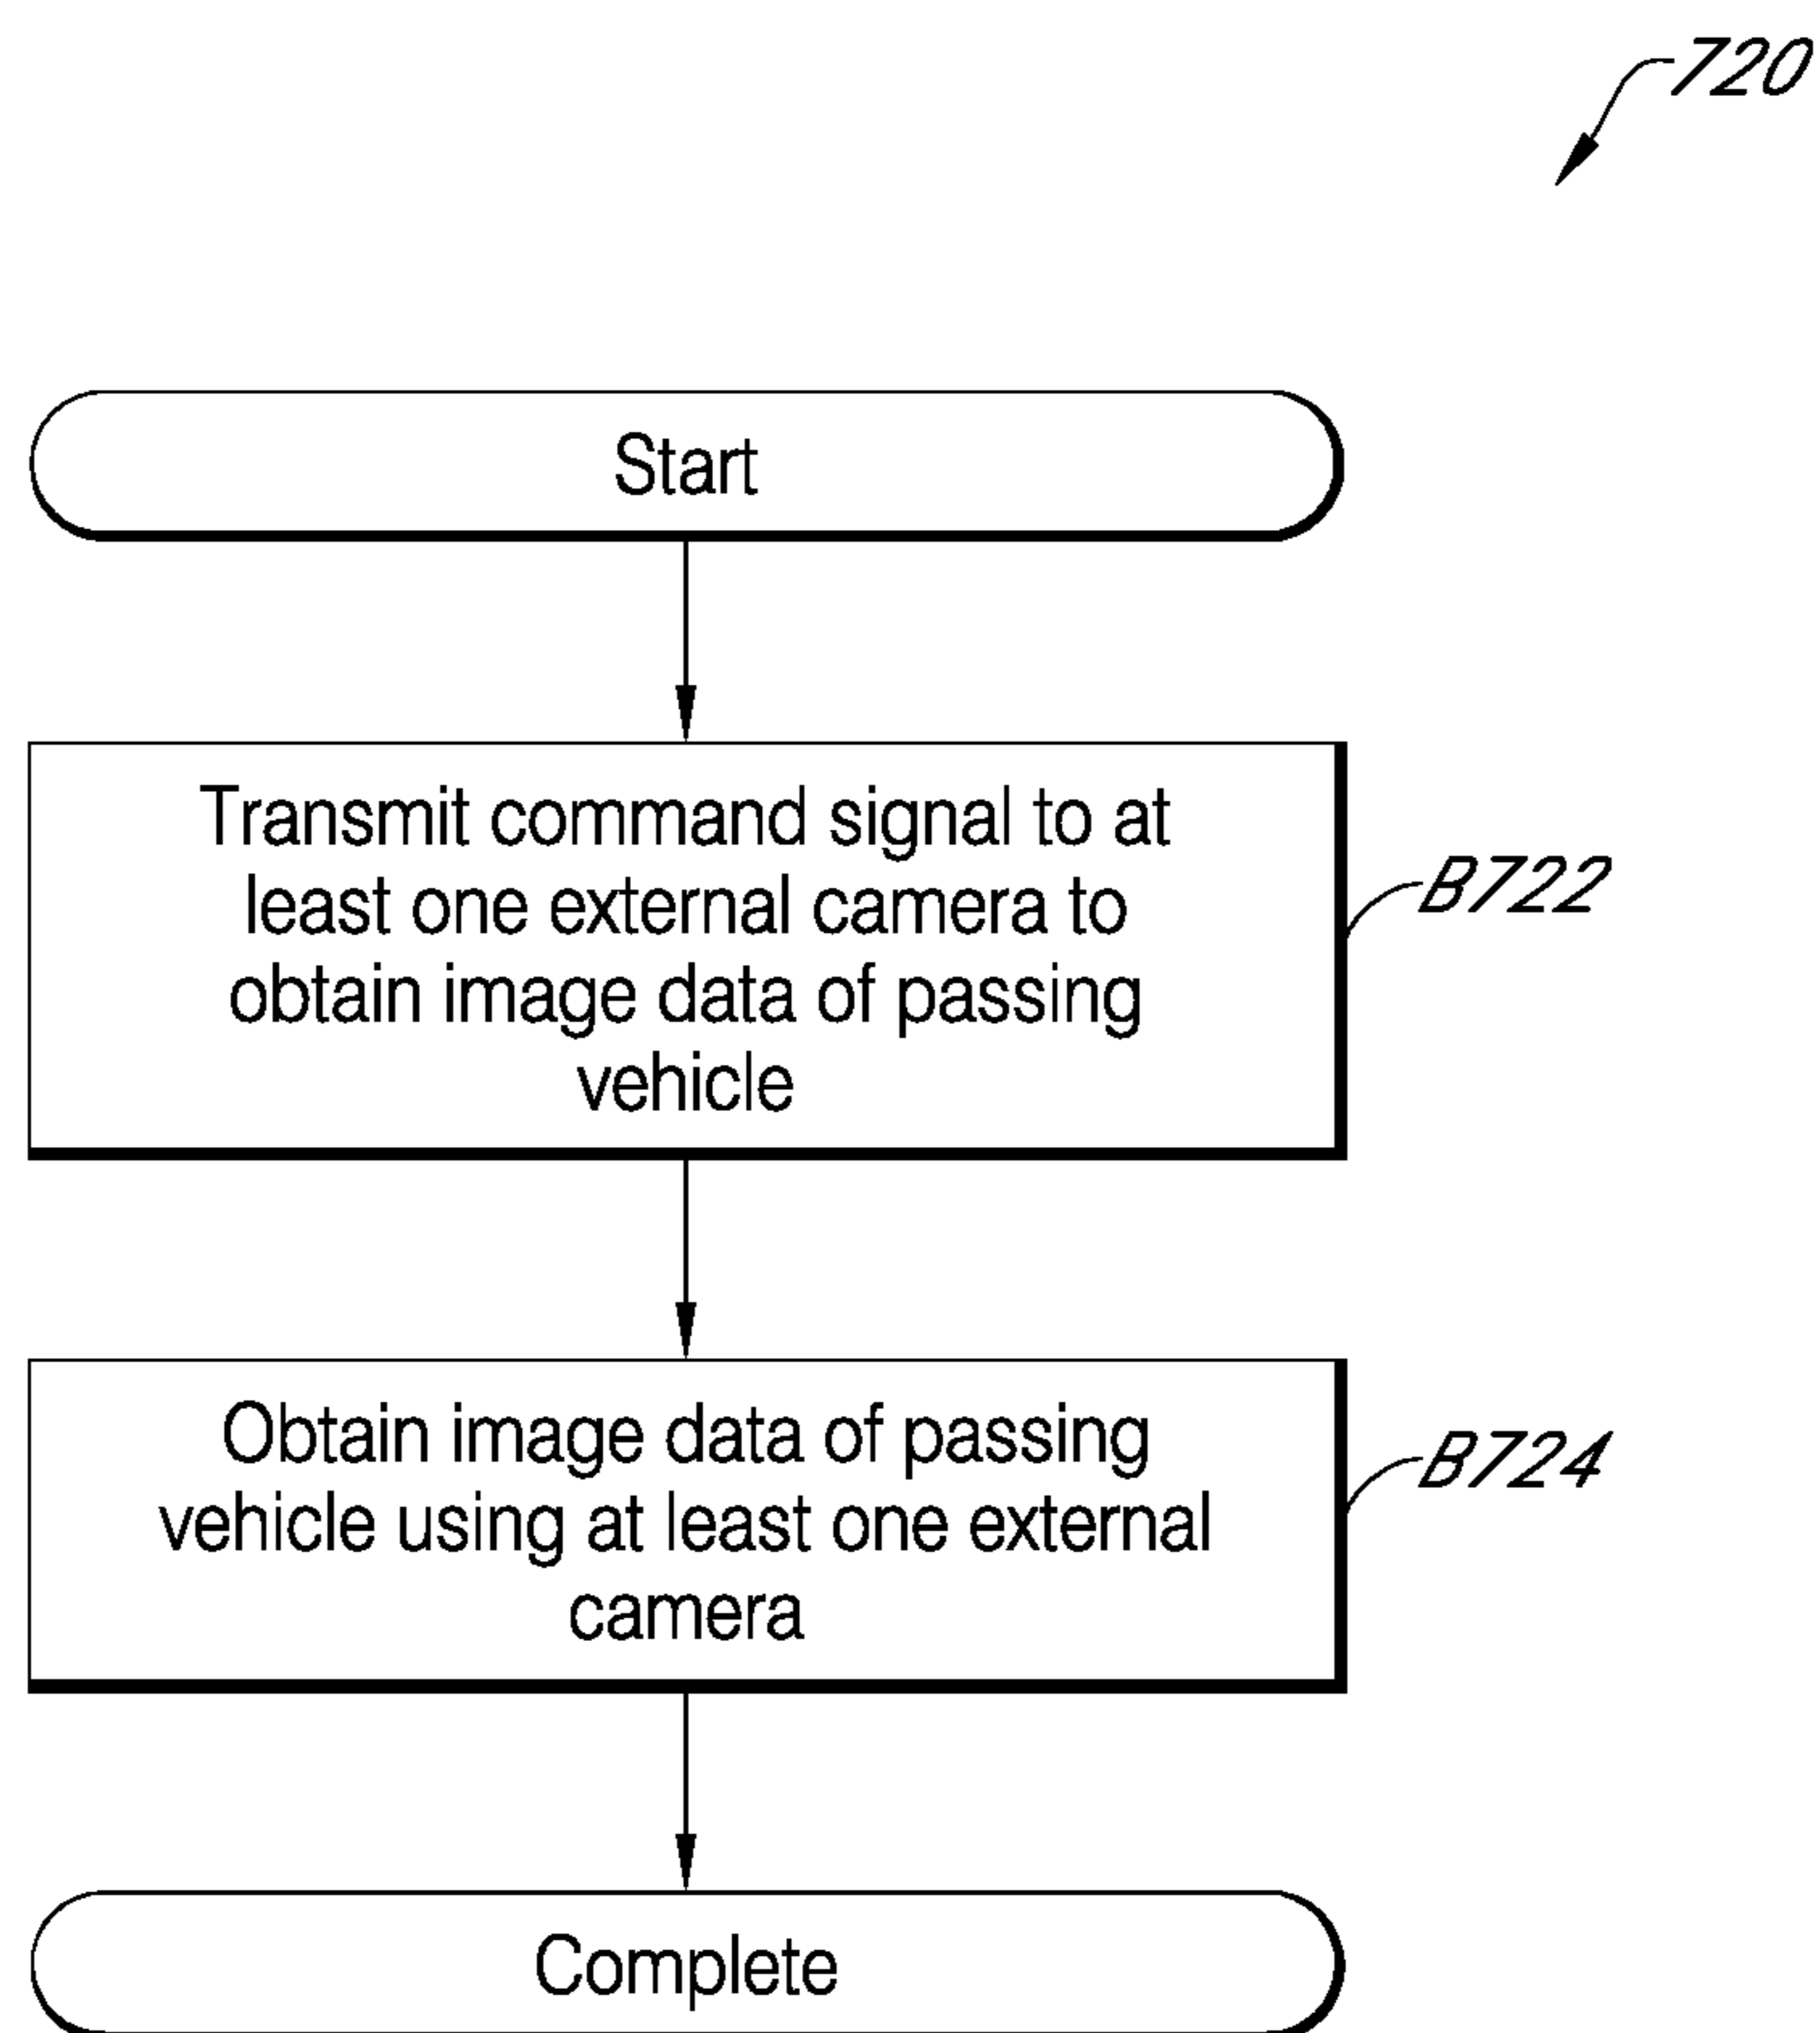 720
Start
Transmit command signal to at
least one external camera to
obtain image data of passing
vehicle
B722
Obtain image data of passing
vehicle using at least one external
camera
B724
Complete